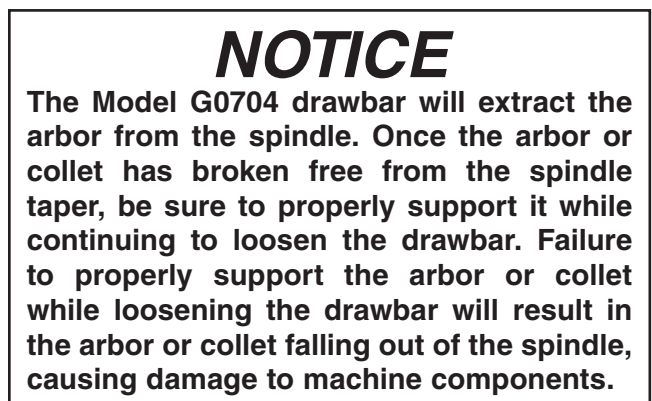 NOTICE
The Model G0704 drawbar will extract the
arbor from the spindle. Once the arbor or
collet has broken free from the spindle
taper, be sure to properly support it while
continuing to loosen the drawbar. Failure
to properly support the arbor or collet
while loosening the drawbar will result in
the arbor or collet falling out of the spindle,
causing damage to machine components.